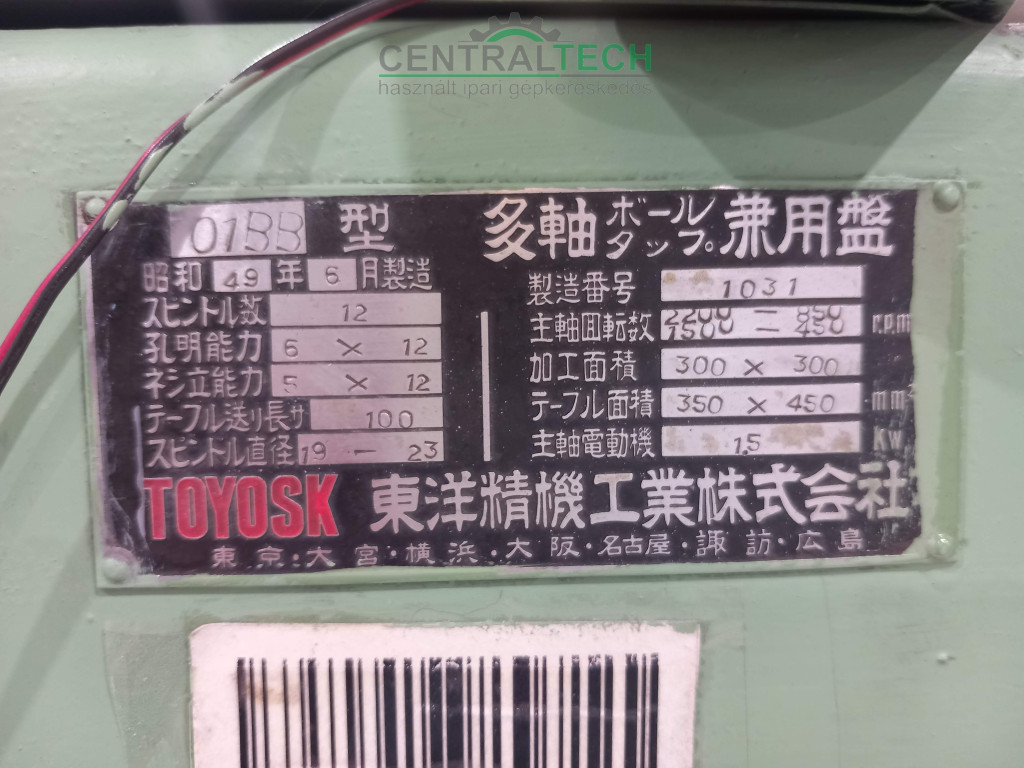 CENTRALTECH
használt ipari gépkereskedés
01BB 型
多軸 ボール タップ 兼用盤
昭和 49 年 6 月製造
スピンドル数 12
孔明能力 6 × 12
ネジ立能力 5 × 12
テーブル送り長サ 100
スピンドル直径 19 - 23
製造番号 1031
主軸回転数 2200 - 850 r.p.m
1500 - 450
加工面積 300 × 300
テーブル面積 350 × 450 mm²
主軸電動機 1.5 Kw
TOYOSK 東洋精機工業株式会社
東京・大宮・横浜・大阪・名古屋・諏訪・広島